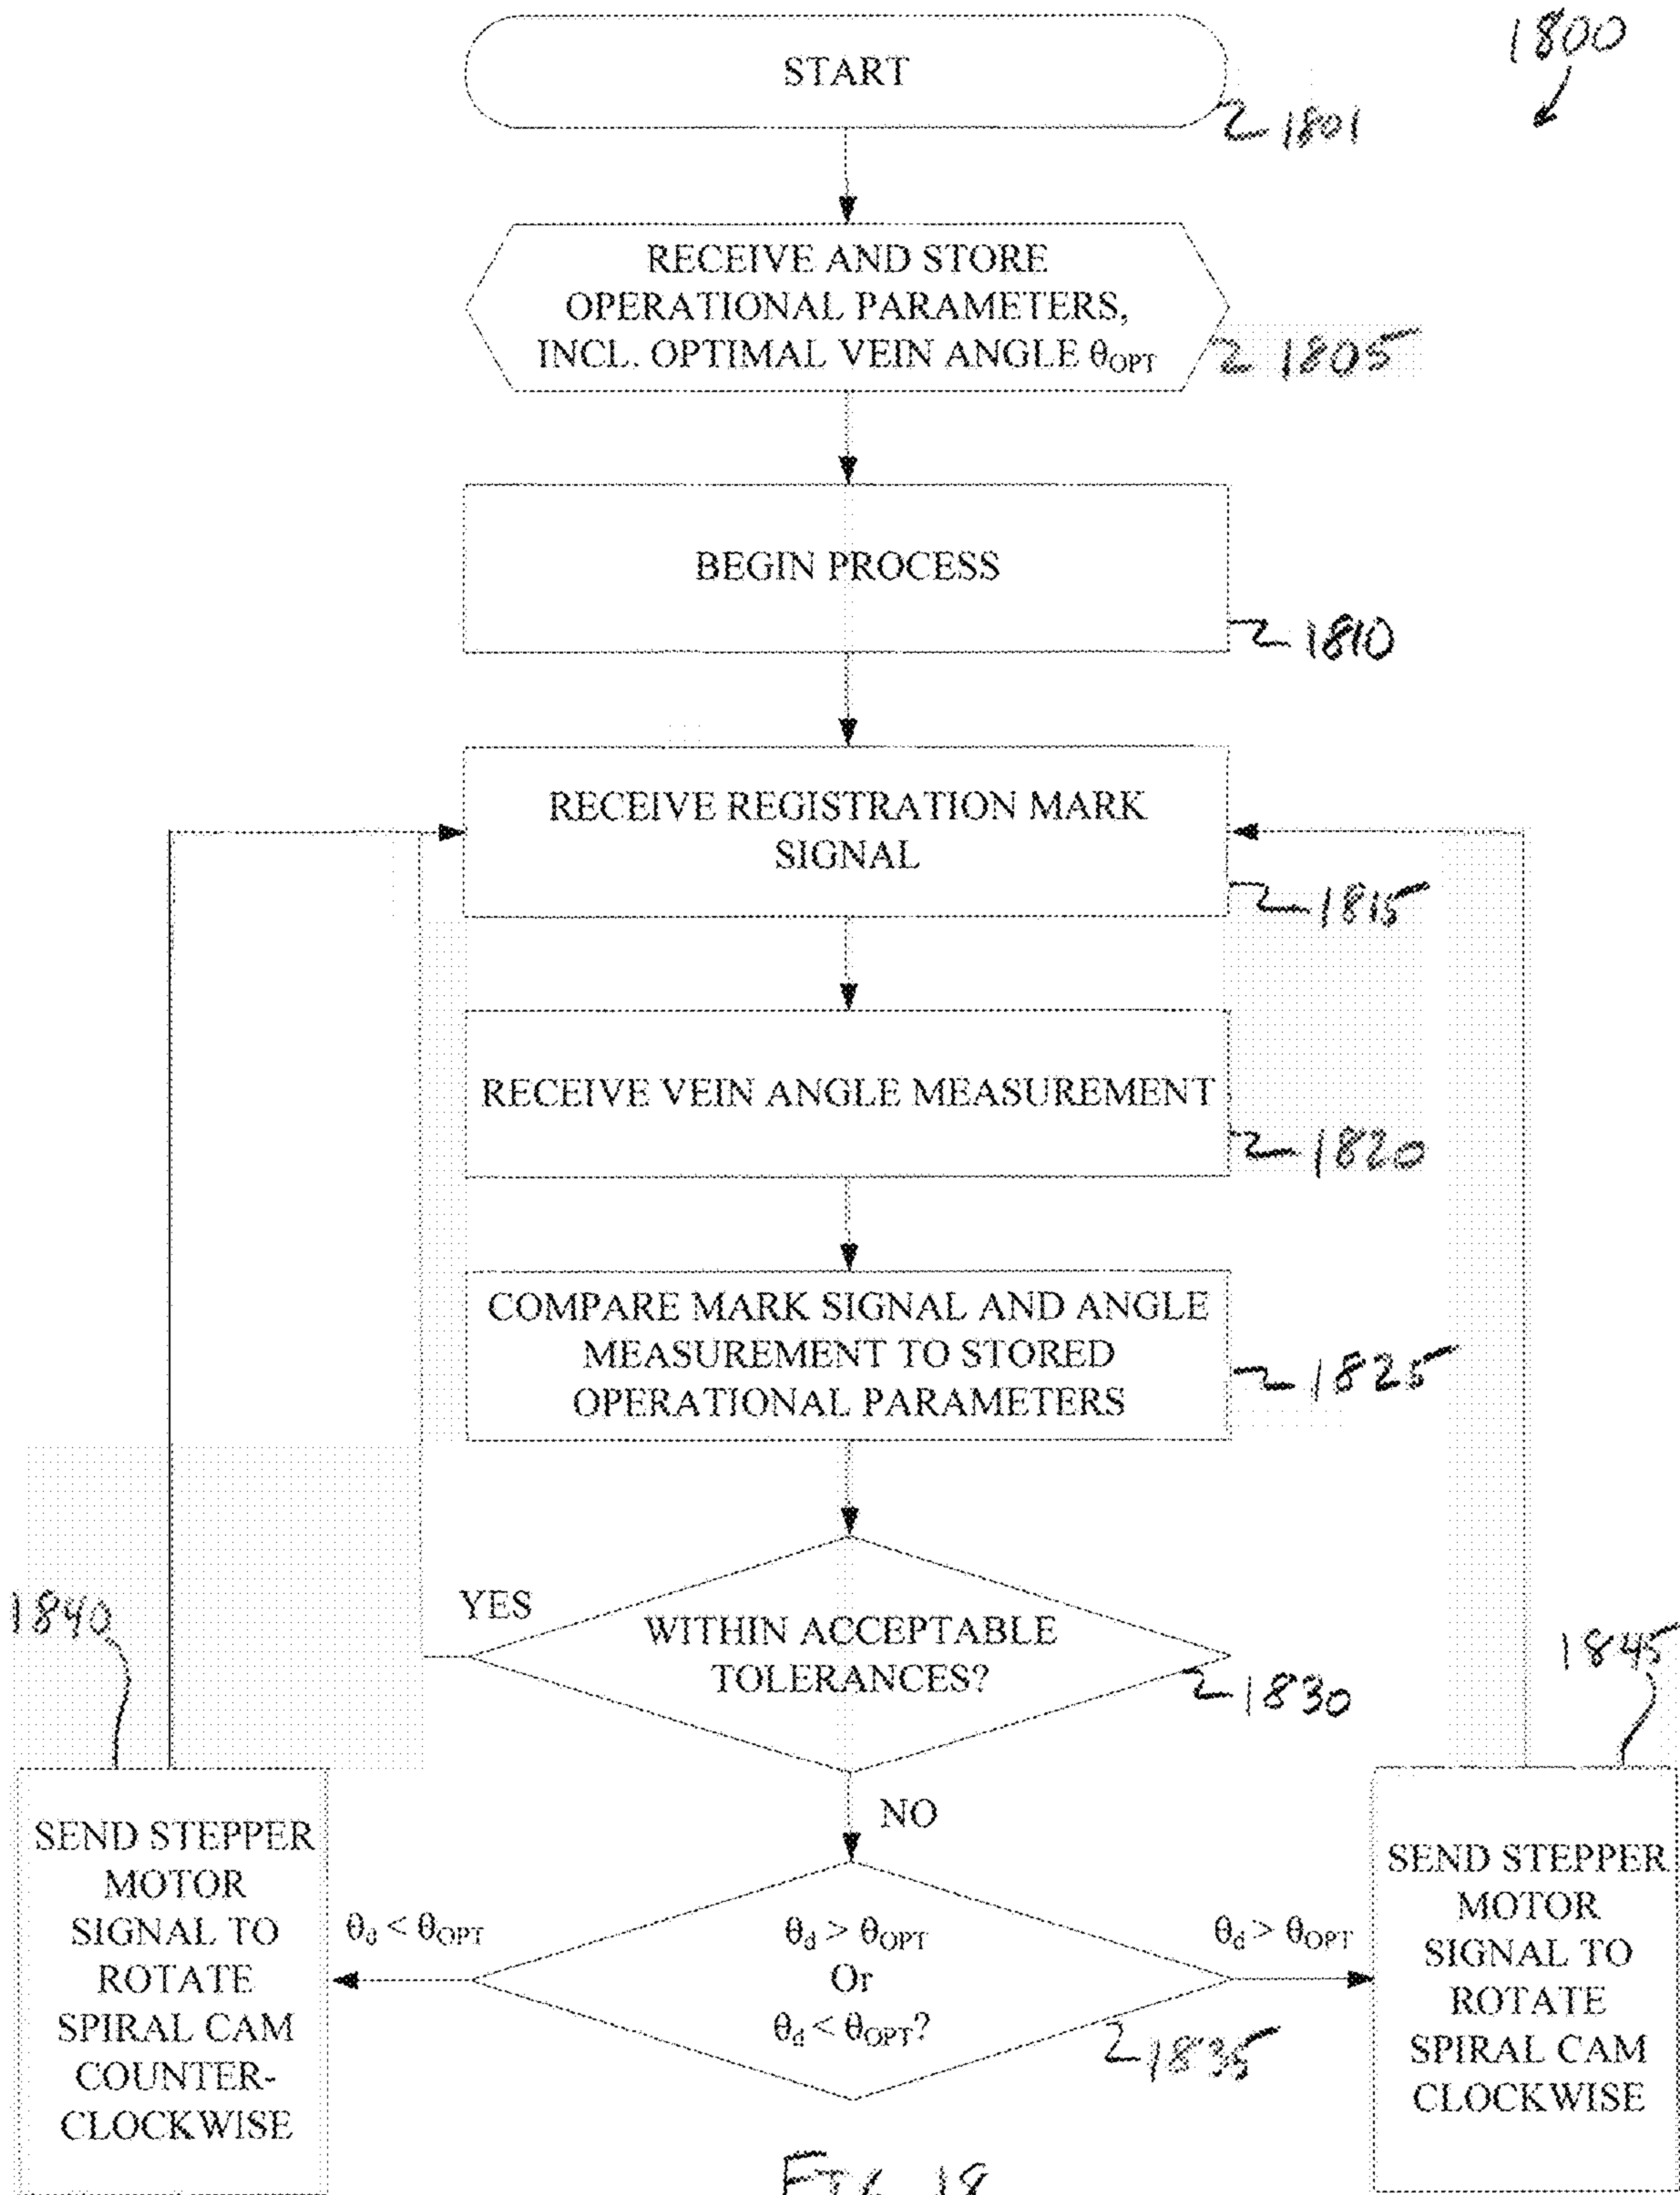 1800
START
1801
RECEIVE AND STORE
OPERATIONAL PARAMETERS,
INCL. OPTIMAL VEIN ANGLE θOPT
1805
BEGIN PROCESS
1810
RECEIVE REGISTRATION MARK
SIGNAL
1815
RECEIVE VEIN ANGLE MEASUREMENT
1820
COMPARE MARK SIGNAL AND ANGLE
MEASUREMENT TO STORED
OPERATIONAL PARAMETERS
1825
YES
WITHIN ACCEPTABLE
TOLERANCES?
1830
1840
1845
NO
SEND STEPPER
MOTOR
SIGNAL TO
ROTATE
SPIRAL CAM
COUNTER-
CLOCKWISE
θd < θOPT
θd > θOPT
Or
θd < θOPT?
1835
θd > θOPT
SEND STEPPER
MOTOR
SIGNAL TO
ROTATE
SPIRAL CAM
CLOCKWISE
FIG. 18